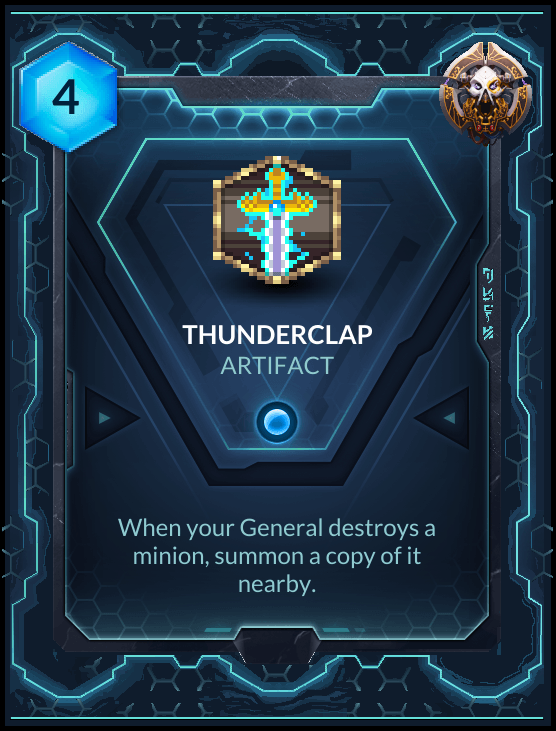 4
THUNDERCLAP
ARTIFACT
When your General destroys a
minion, summon a copy of it
nearby.